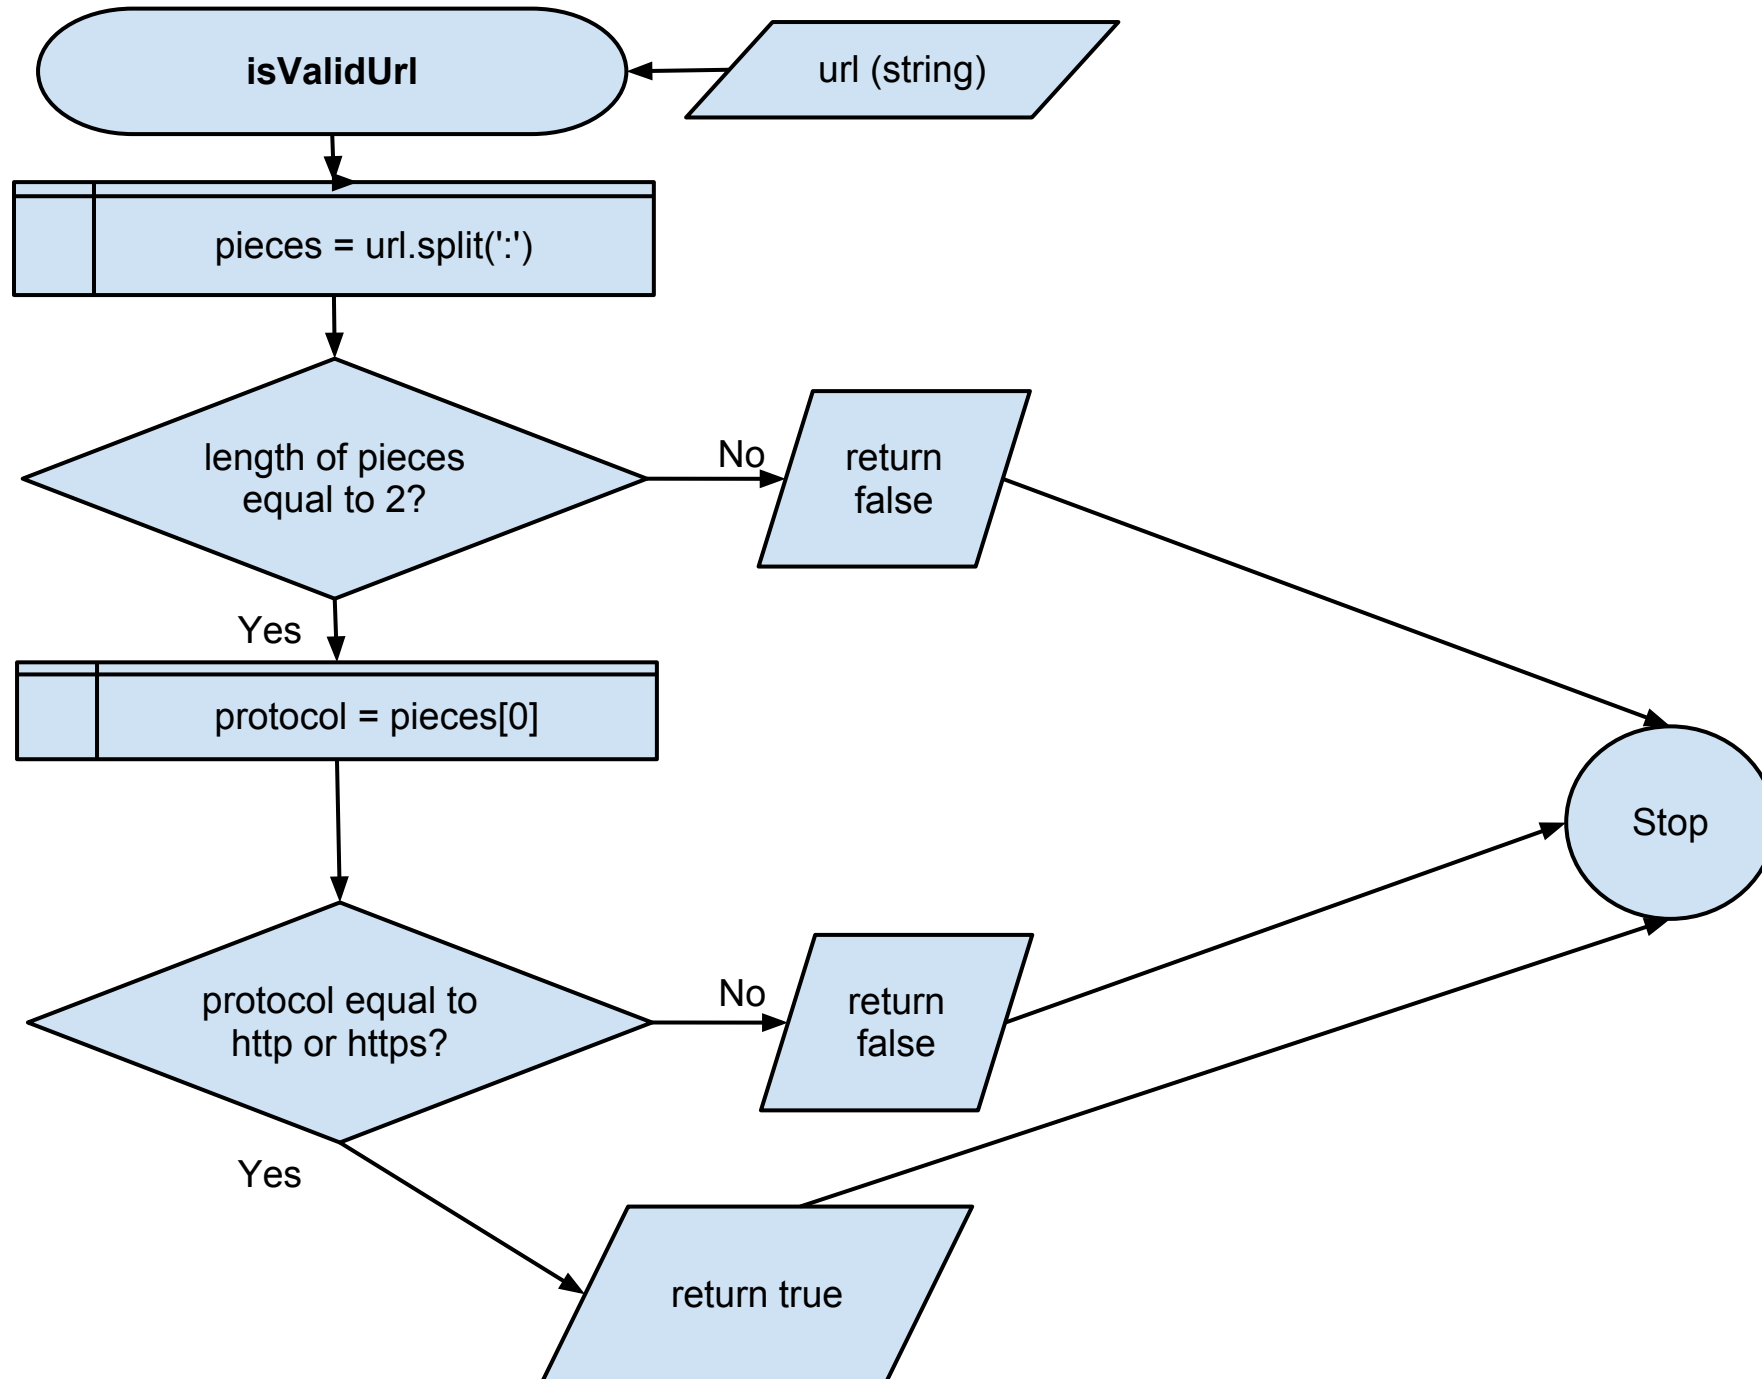 isValidUrl
url (string)
pieces = url.split(':')
length of pieces
equal to 2?
No
return
false
Yes
protocol = pieces[0]
Stop
protocol equal to
http or https?
No
return
false
Yes
return true